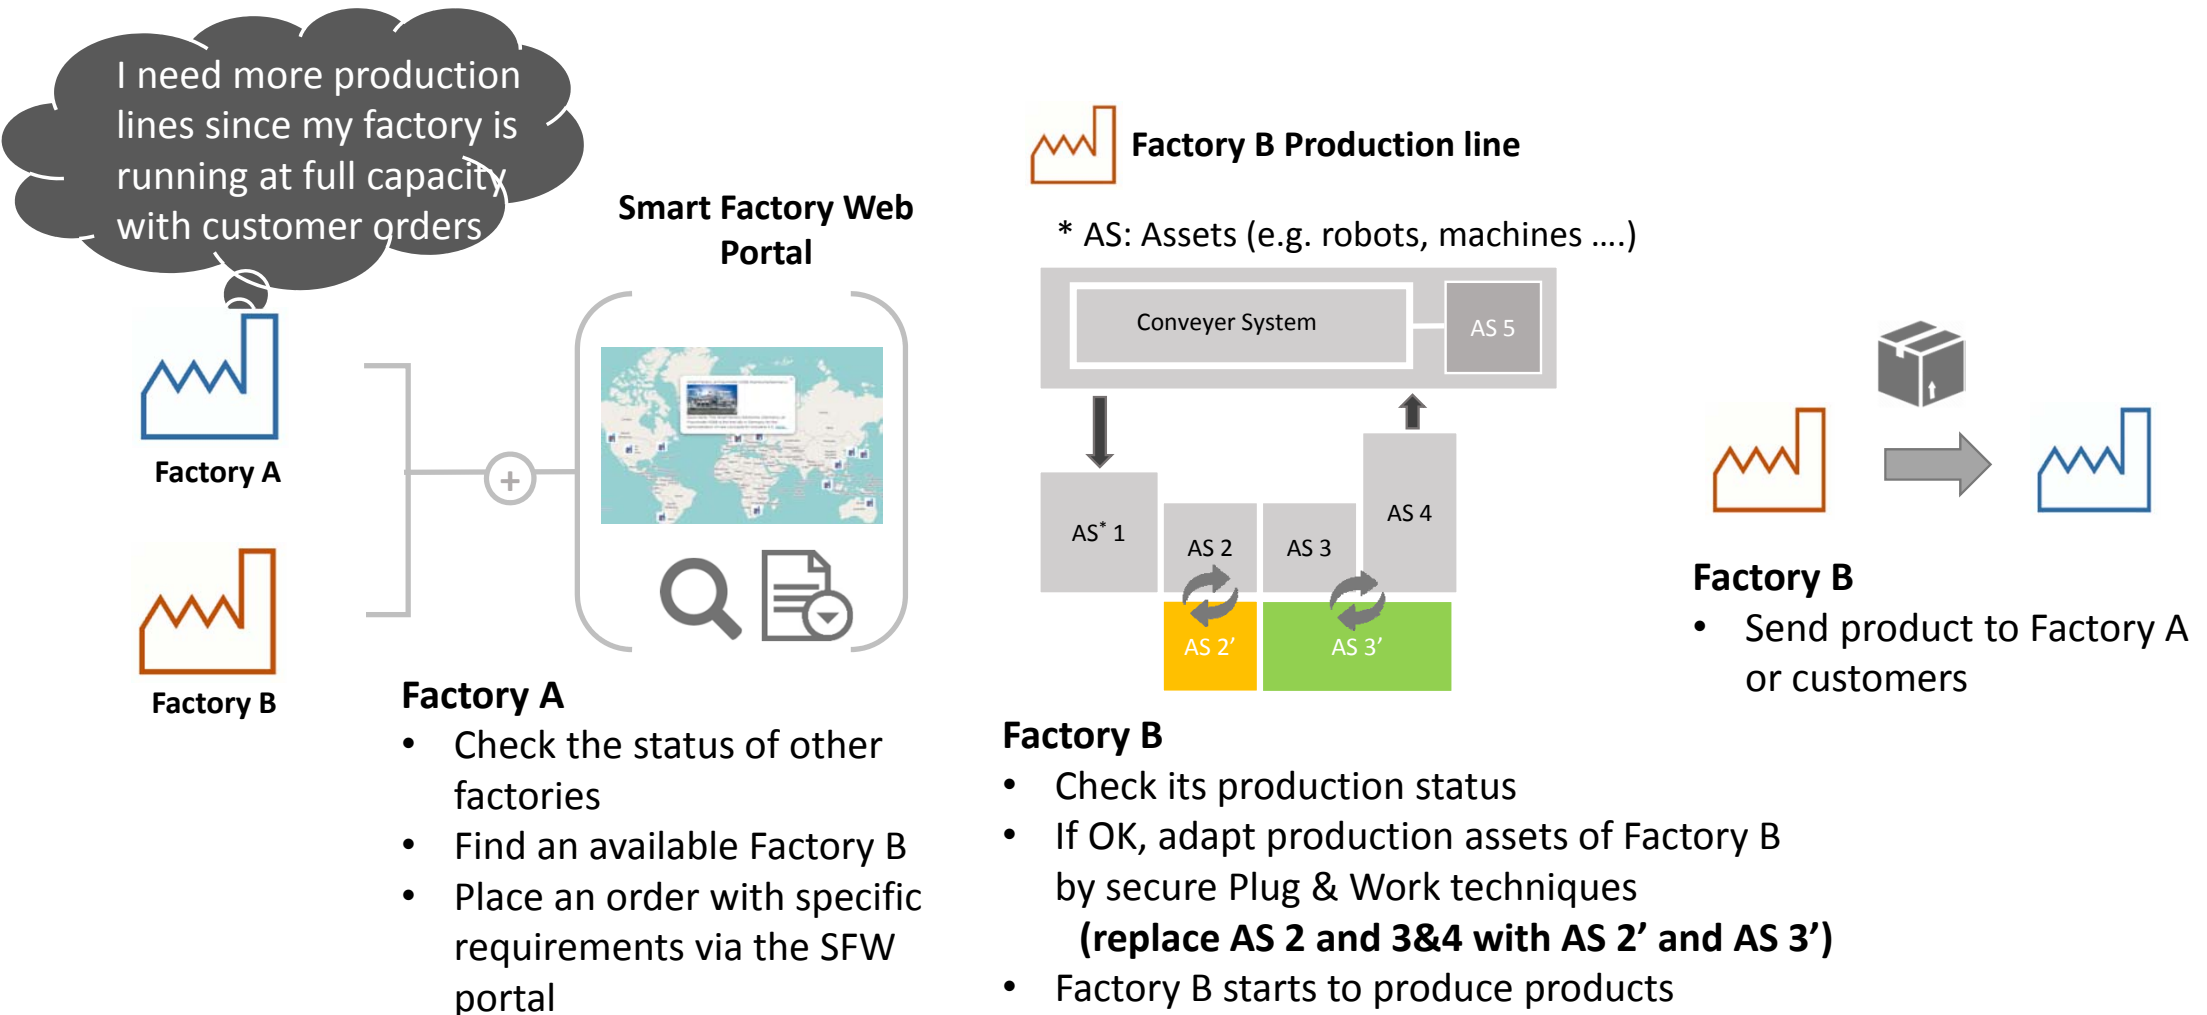 I need more production
lines since my factory is
running at full capacity
with customer orders
Factory A
Factory B
Smart Factory Web
Portal
+
Factory A
• Check the status of other
factories
• Find an available Factory B
• Place an order with specific
requirements via the SFW
portal
Factory B Production line
* AS: Assets (e.g. robots, machines ....)
Conveyer System
AS 5
AS* 1
AS 2
AS 3
AS 4
AS 2’
AS 3’
Factory B
• Check its production status
• If OK, adapt production assets of Factory B
by secure Plug & Work techniques
(replace AS 2 and 3&4 with AS 2’ and AS 3’)
• Factory B starts to produce products
Factory B
• Send product to Factory A
or customers